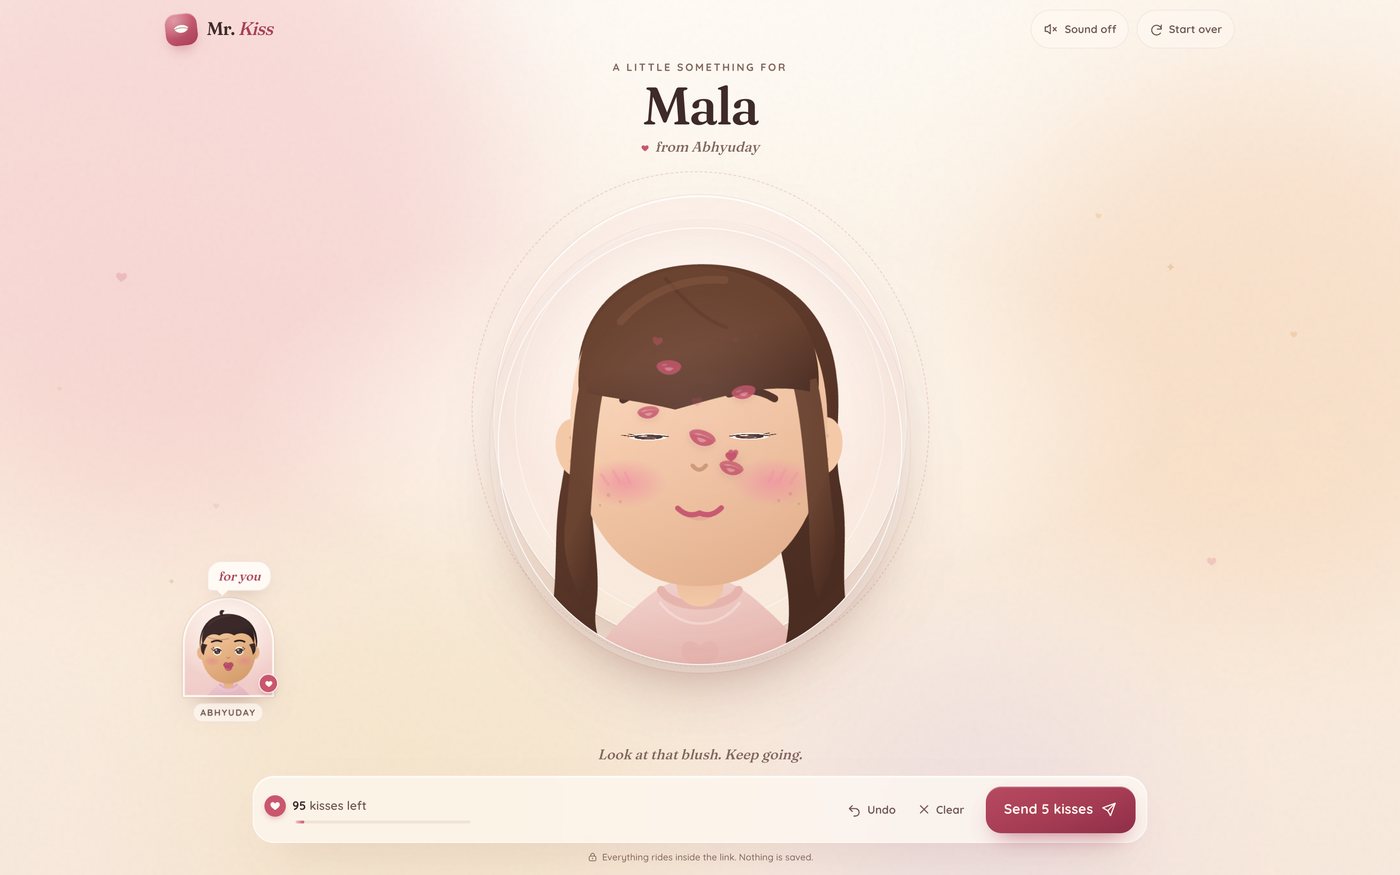 Mr. Kiss
Sound off
Start over
A LITTLE SOMETHING FOR
Mala
from Abhyuday
for you
ABHYUDAY
Look at that blush. Keep going.
95 kisses left
Undo
Clear
Send 5 kisses
Everything rides inside the link. Nothing is saved.